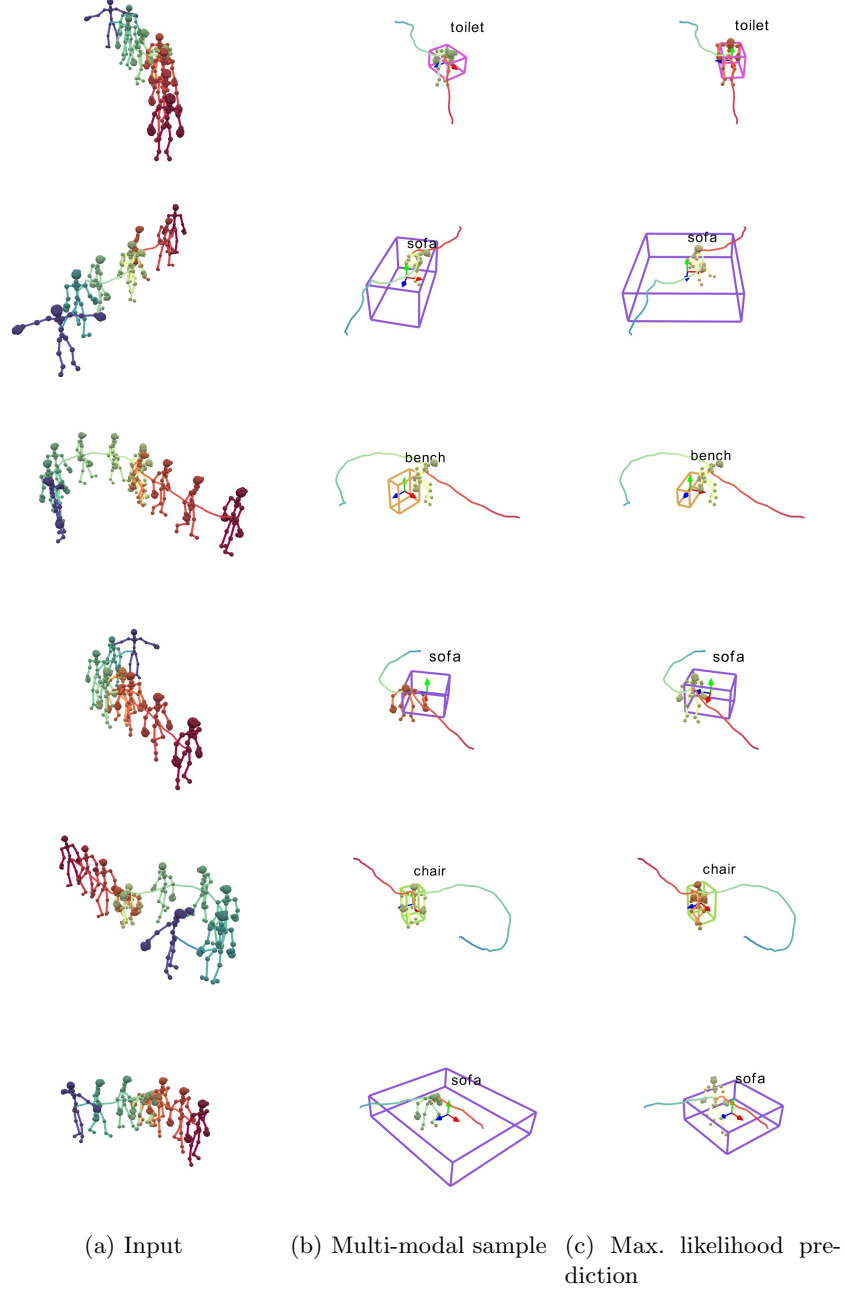 toilet
toilet
sofa
sofa
bench
bench
sofa
sofa
chair
chair
sofa
sofa
(a) Input
(b) Multi-modal sample
(c) Max. likelihood pre-
diction